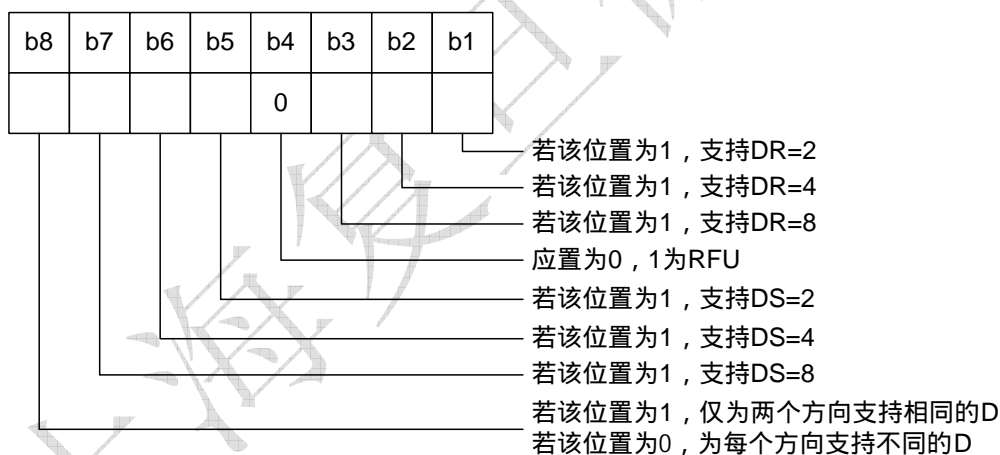 b8 b7 b6 b5 b4 b3 b2 b1
0
若该位置为1，支持DR=2
若该位置为1，支持DR=4
若该位置为1，支持DR=8
应置为0，1为RFU
若该位置为1，支持DS=2
若该位置为1，支持DS=4
若该位置为1，支持DS=8
若该位置为1，仅为两个方向支持相同的D
若该位置为0，为每个方向支持不同的D
上海复旦